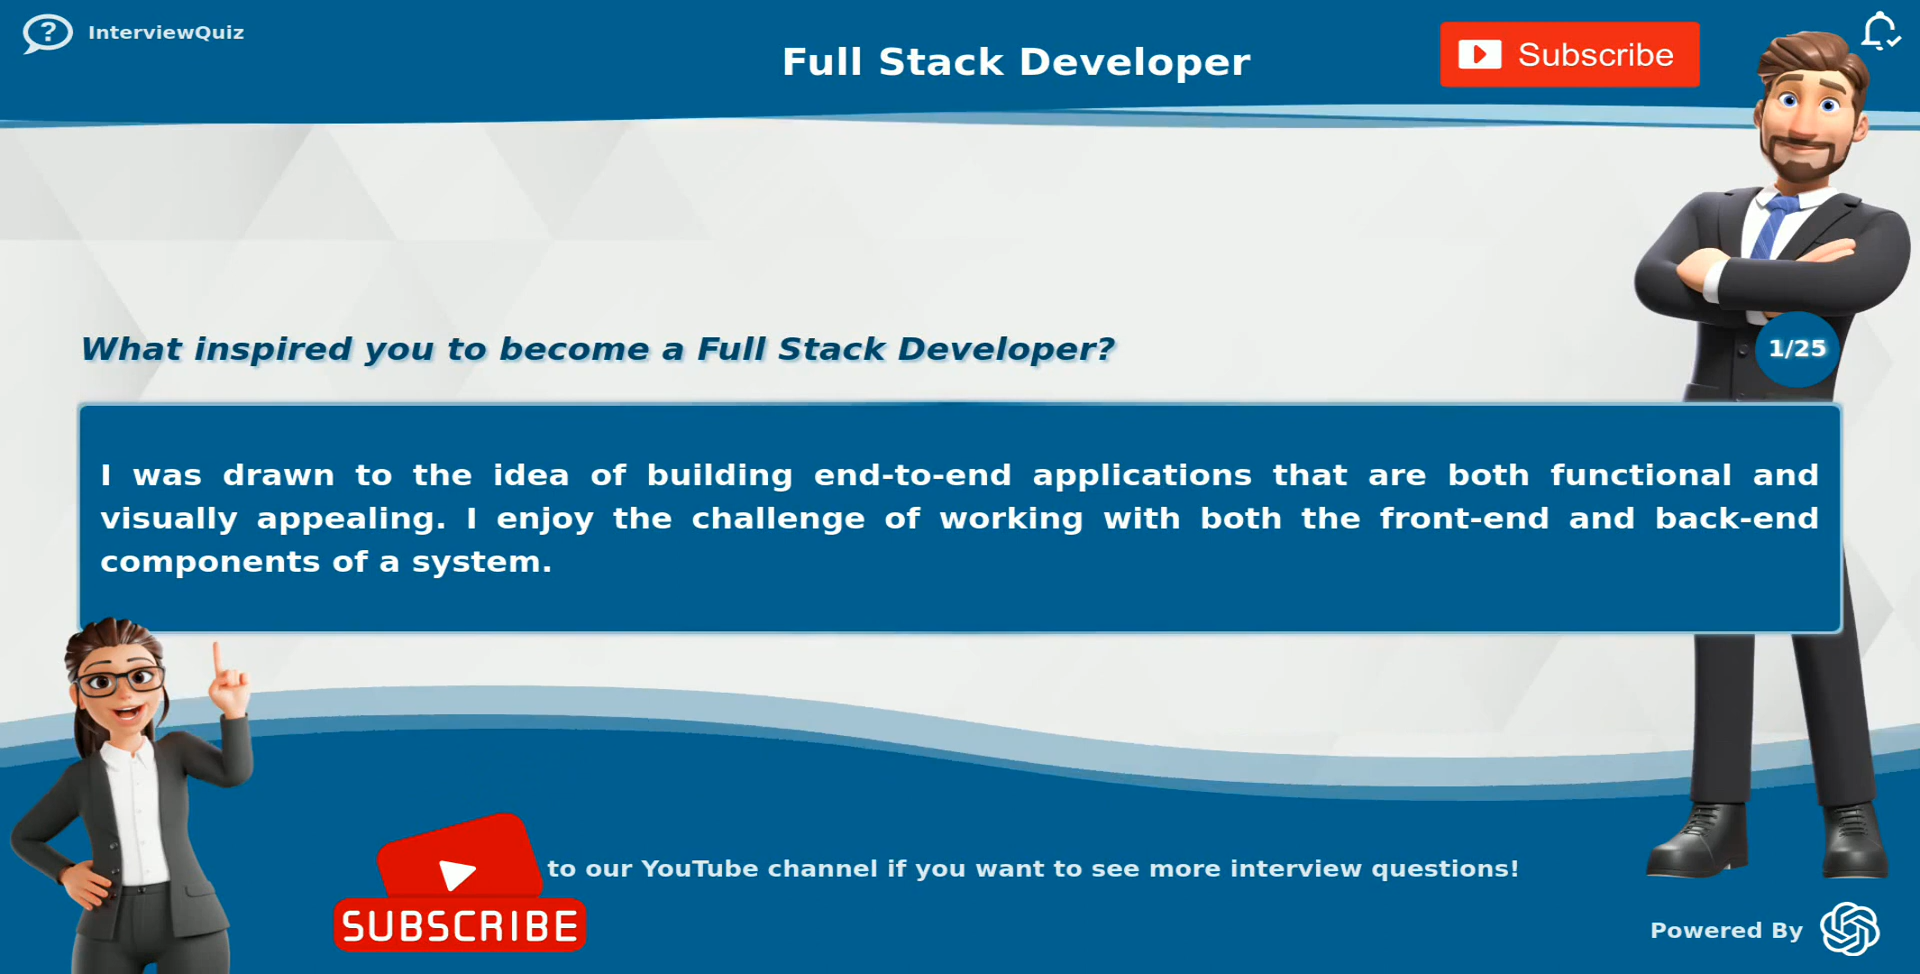 InterviewQuiz
Full Stack Developer
Subscribe
What inspired you to become a Full Stack Developer?
1/25
I was drawn to the idea of building end-to-end applications that are both functional and
visually appealing. I enjoy the challenge of working with both the front-end and back-end
components of a system.
to our YouTube channel if you want to see more interview questions!
SUBSCRIBE
Powered By